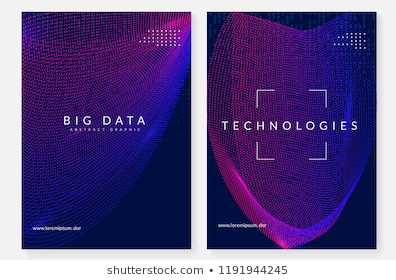 BIG DATA
ABSTRACT GRAPHIC
www.loremipsum.dor
TECHNOLOGIES
www.loremipsum.dor
shutterstock.com • 1191944245